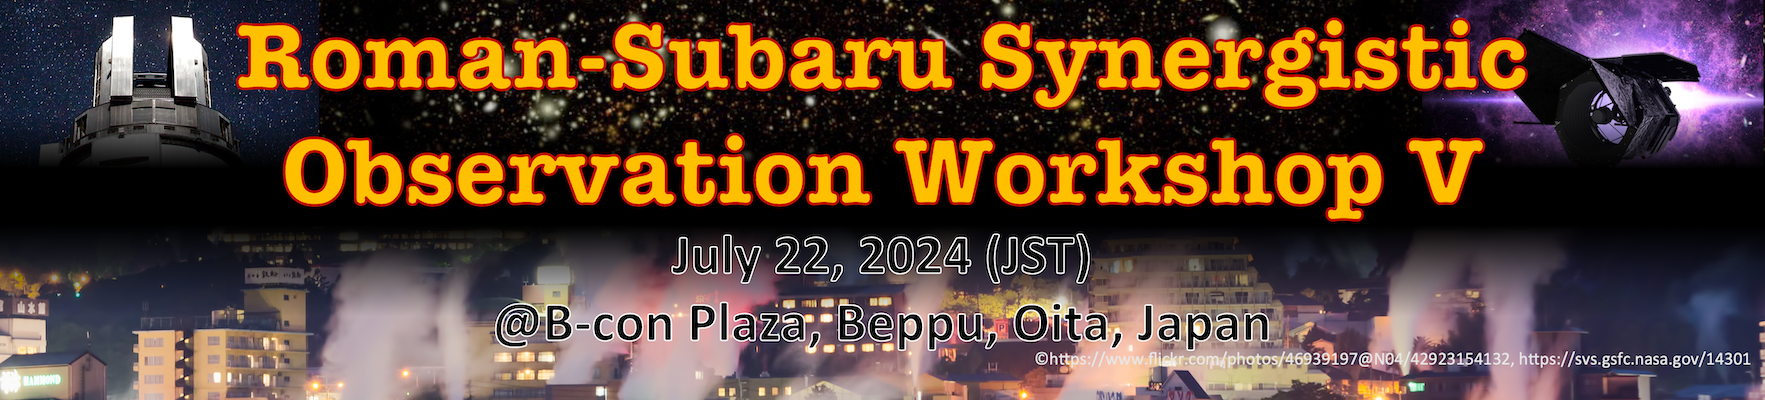 Roman-Subaru Synergistic
Observation Workshop V
July 22, 2024 (JST)
@B-con Plaza, Beppu, Oita, Japan
©https://www.flickr.com/photos/46939197@N04/42923154132, https://svs.gsfc.nasa.gov/14301
HAMMOND